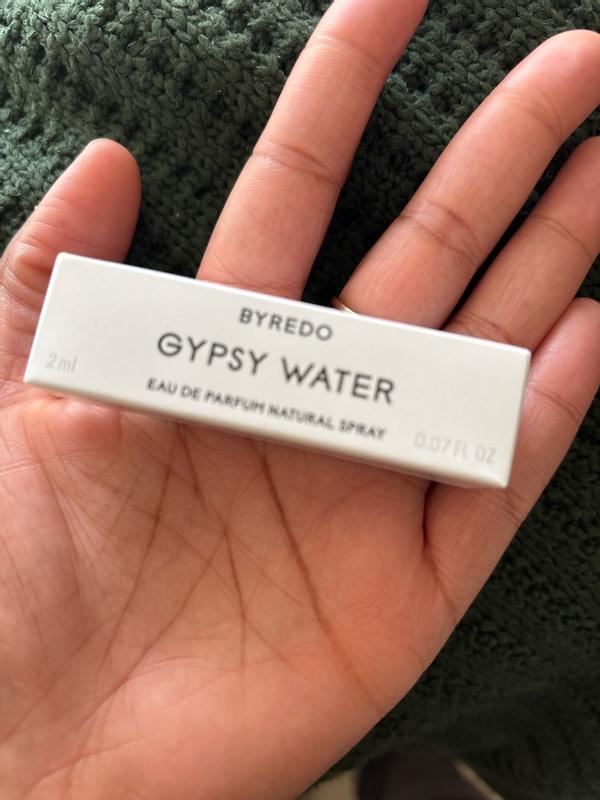 BYREDO
GYPSY WATER
EAU DE PARFUM NATURAL SPRAY
2ml
0.07 FL OZ